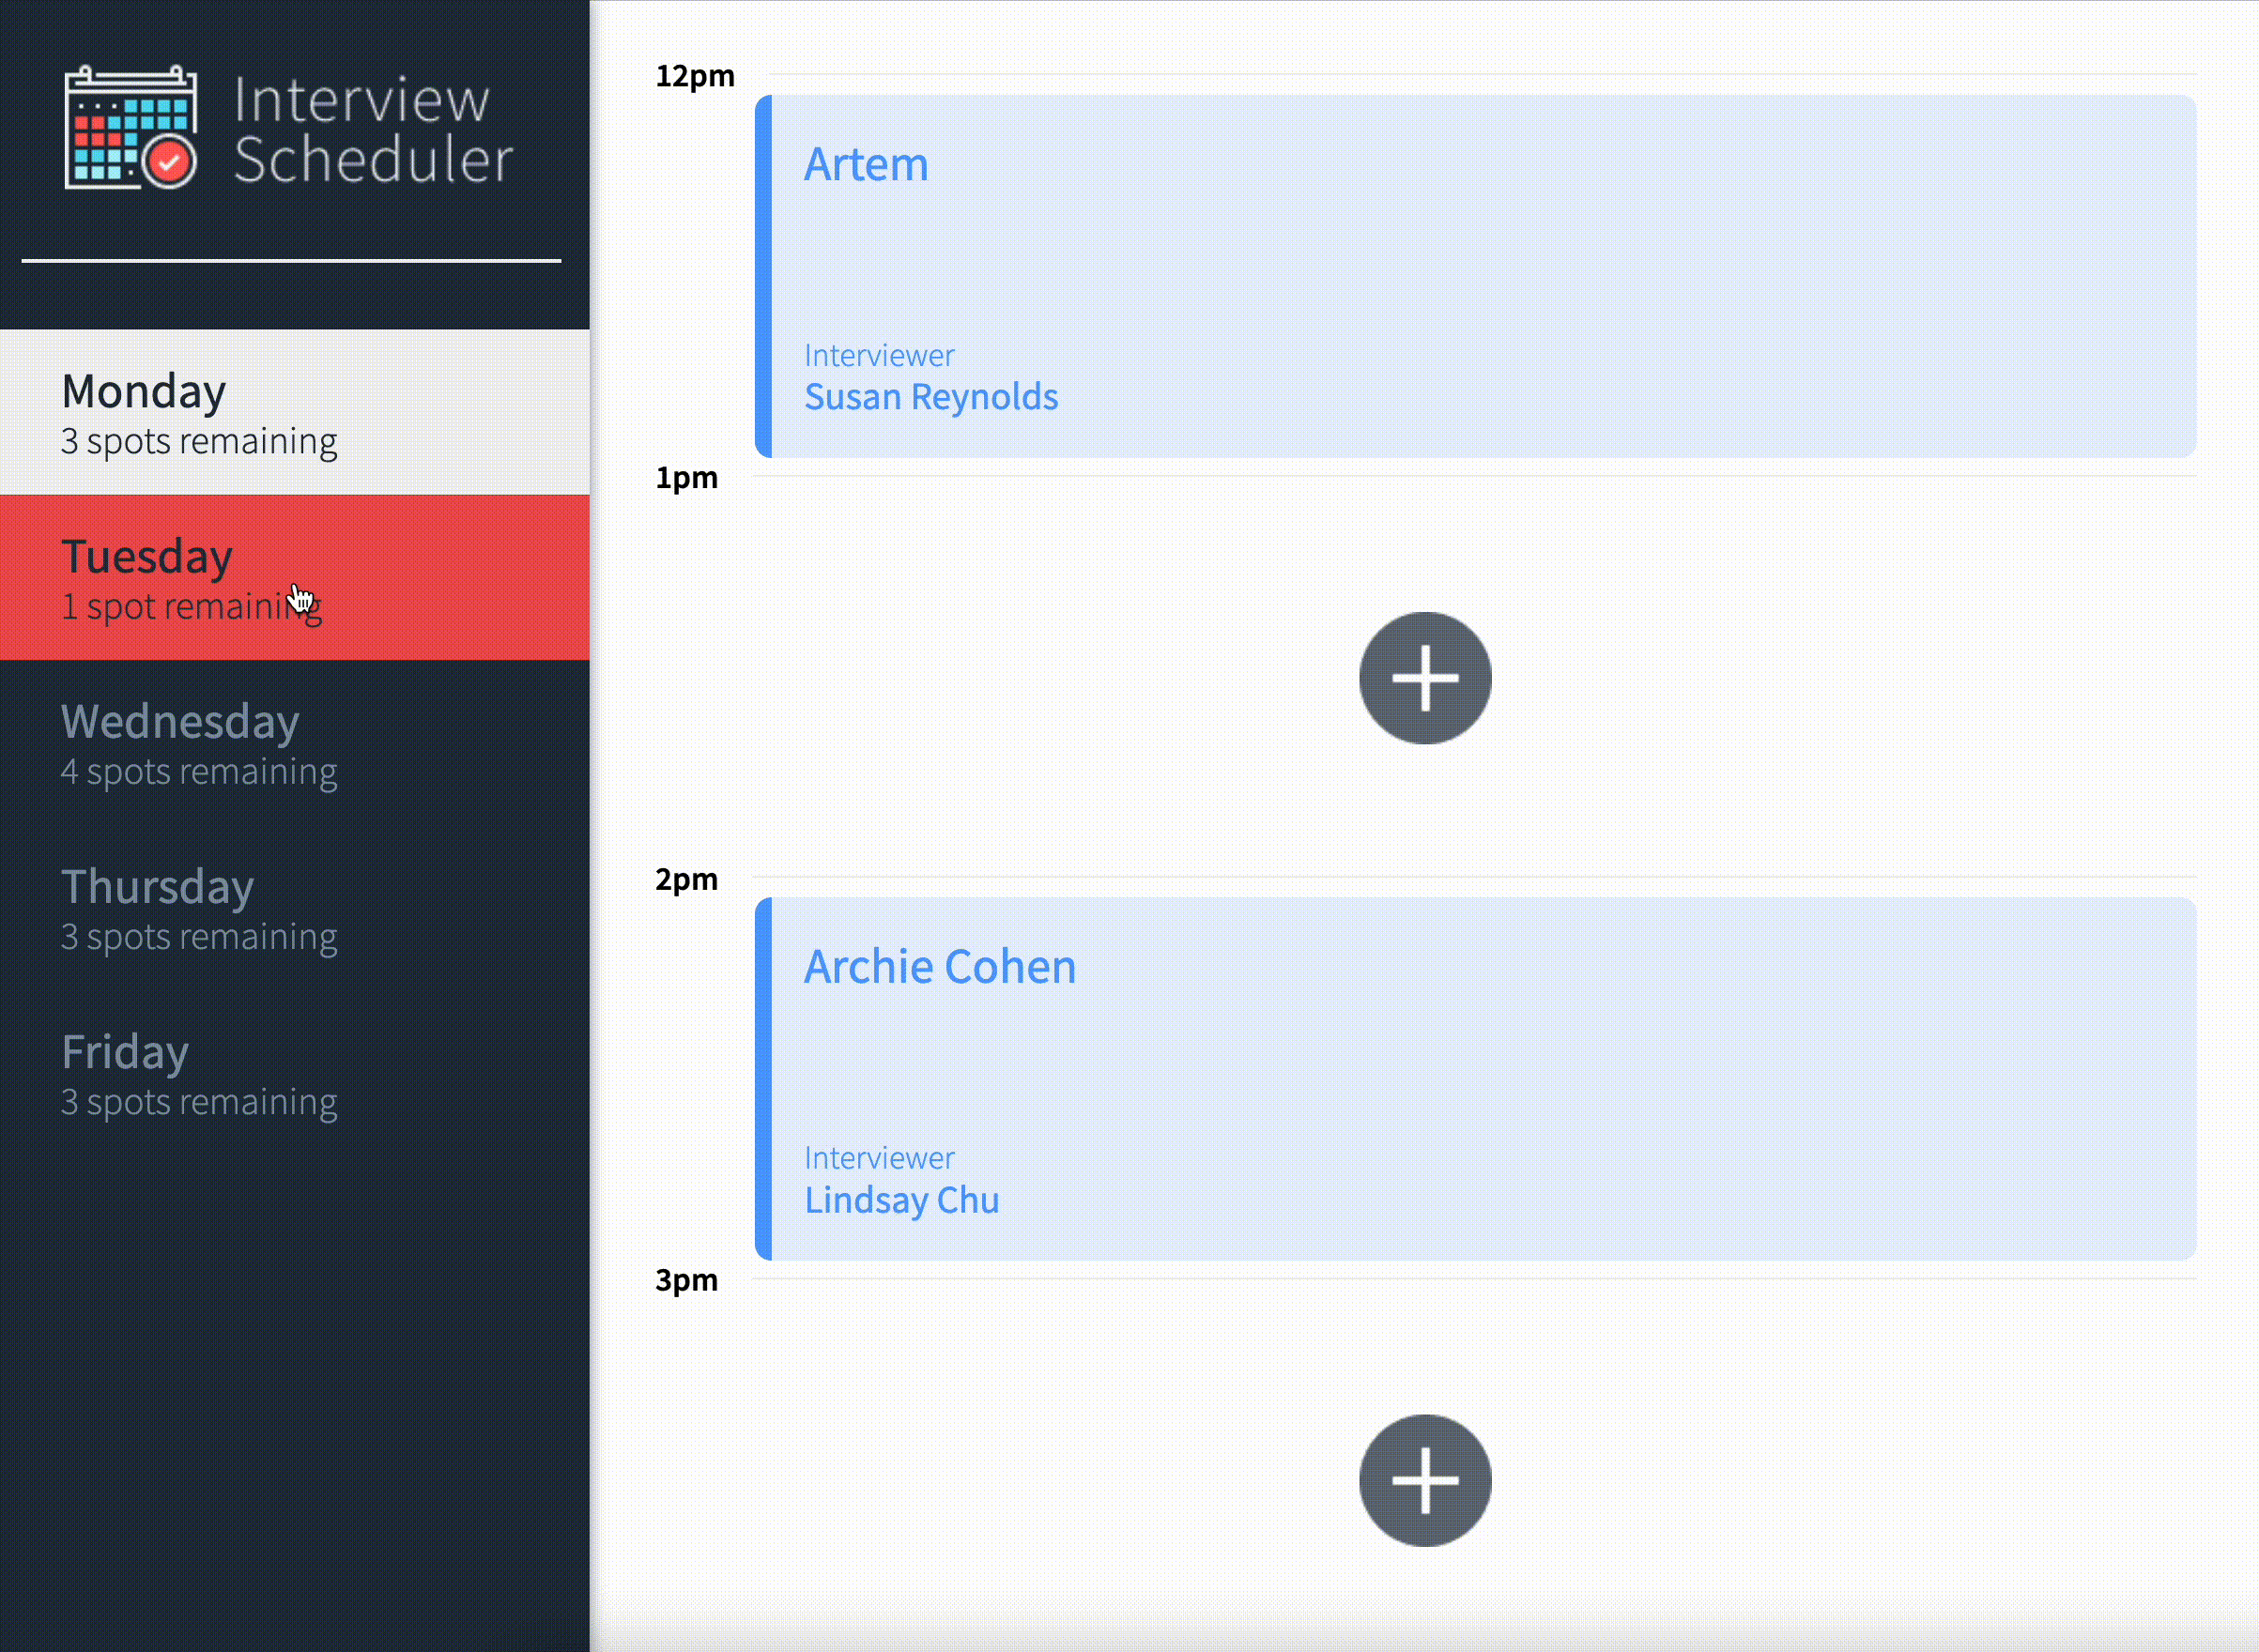 Interview
Scheduler
Monday
3 spots remaining
Tuesday
1 spot remaining
Wednesday
4 spots remaining
Thursday
3 spots remaining
Friday
3 spots remaining
12pm
Artem
Interviewer
Susan Reynolds
1pm
2pm
Archie Cohen
Interviewer
Lindsay Chu
3pm